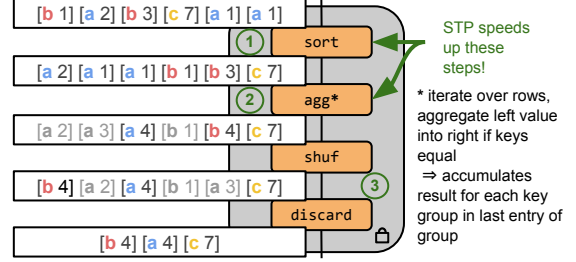 [b 1] [a 2] [b 3] [c 7] [a 1] [a 1]
1
sort
[a 2] [a 1] [a 1] [b 1] [b 3] [c 7]
2
agg*
[a 2] [a 3] [a 4] [b 1] [b 4] [c 7]
shuf
[b 4] [a 2] [a 4] [b 1] [a 3] [c 7]
3
discard
[b 4] [a 4] [c 7]
STP speeds
up these
steps!
* iterate over rows,
aggregate left value
into right if keys
equal
⇒ accumulates
result for each key
group in last entry of
group